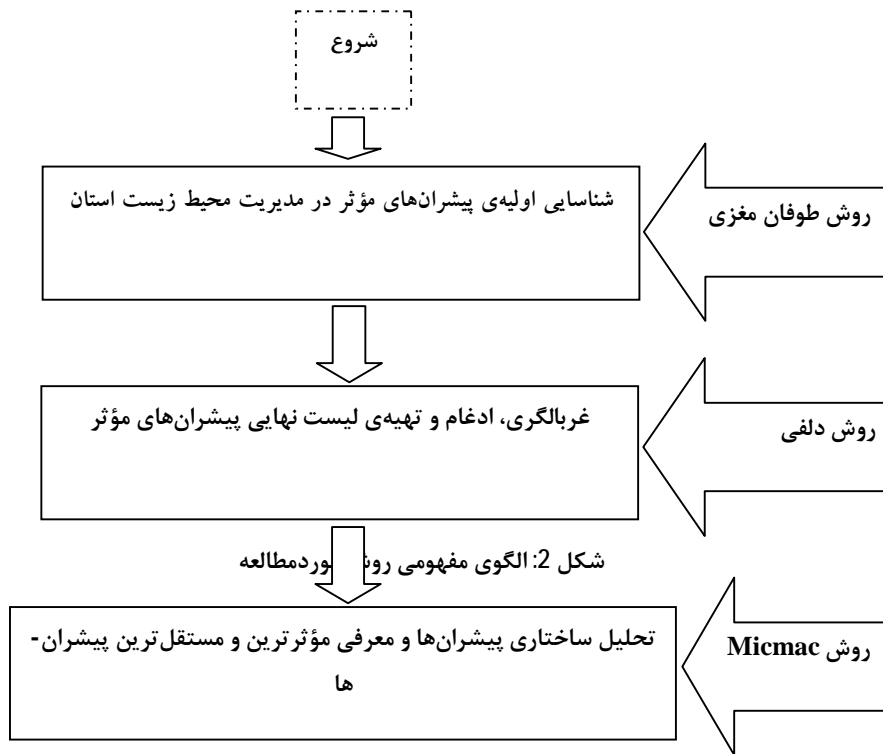 شروع
شناسایی اولیه‌ی پیشران‌های مؤثر در مدیریت محیط زیست استان
روش طوفان مغزی
غربالگری، ادغام و تهیه‌ی لیست نهایی پیشران‌های مؤثر
روش دلفی
شکل 2: الگوی مفهومی روش موردمطالعه
تحلیل ساختاری پیشران‌ها و معرفی مؤثرترین و مستقل‌ترین پیشران-
ها
روش Micmac